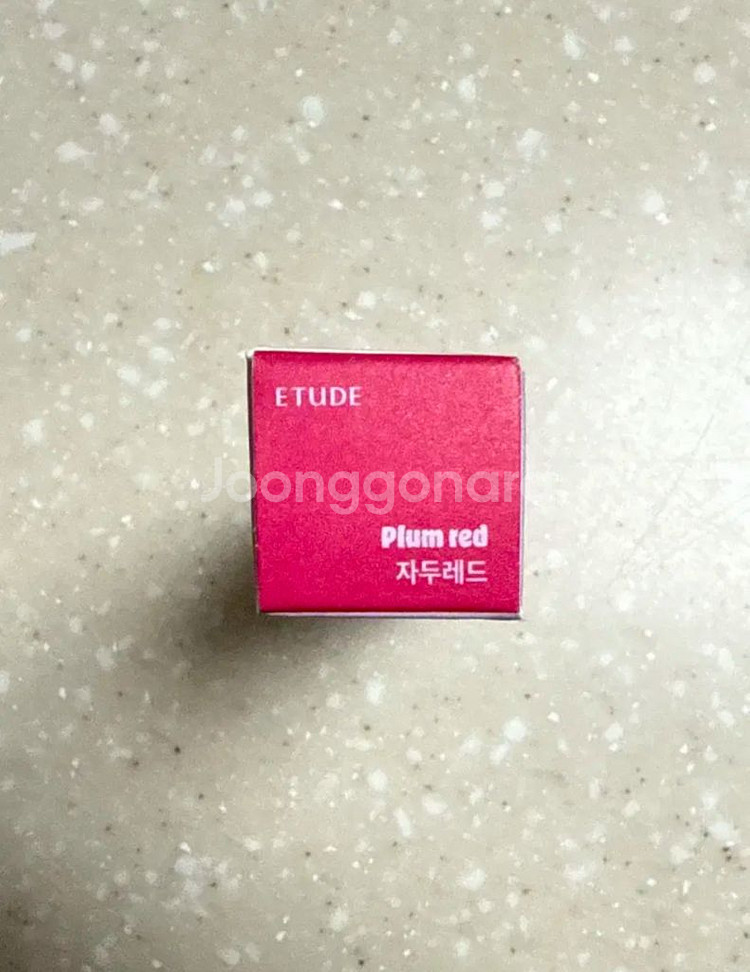 ETUDE
Joonggonara
Plum red
자두레드